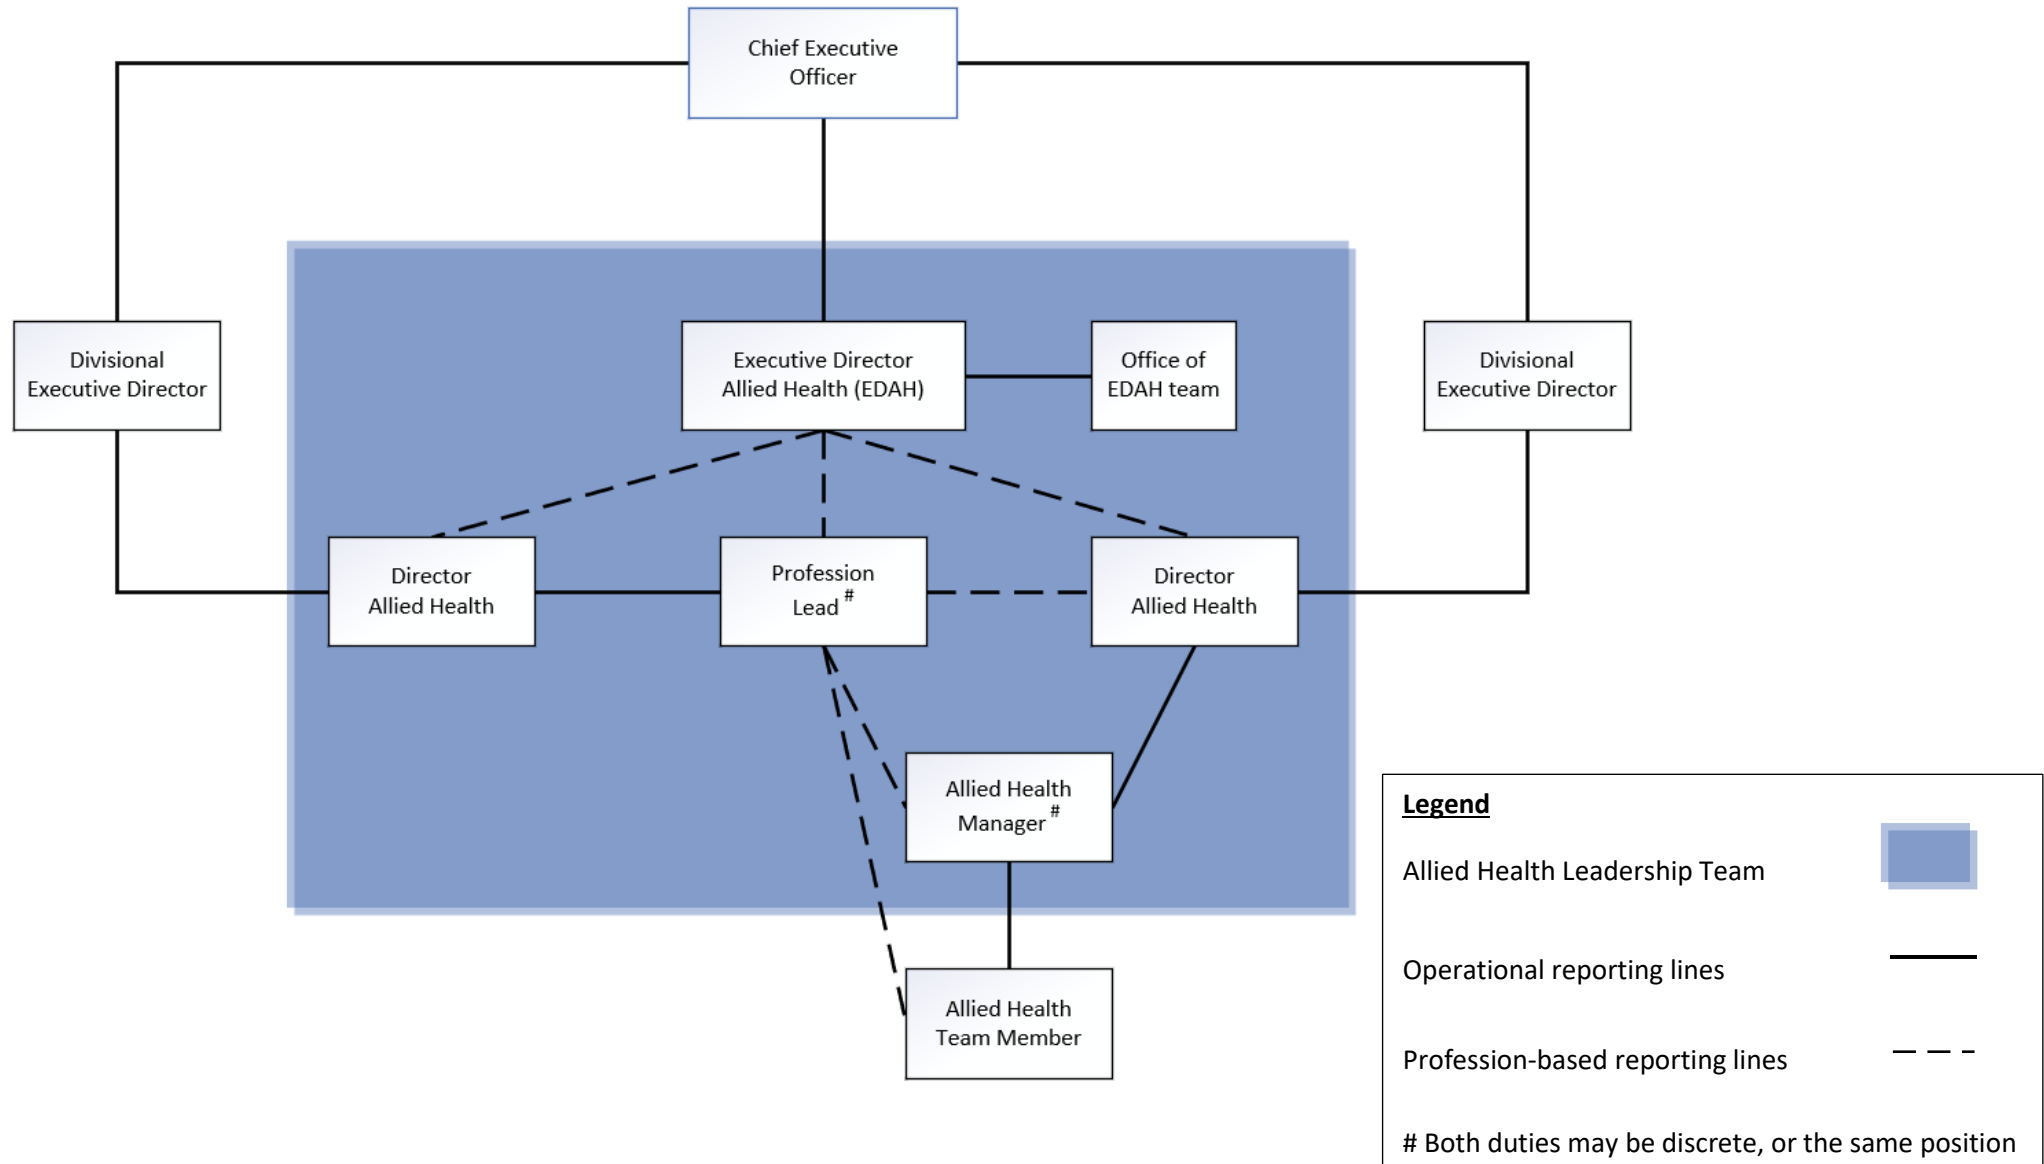 Chief Executive
Officer
Divisional
Executive Director
Executive Director
Allied Health (EDAH)
Office of
EDAH team
Divisional
Executive Director
Director
Allied Health
Profession
Lead #
Director
Allied Health
Allied Health
Manager #
Allied Health
Team Member
Legend
Allied Health Leadership Team
Operational reporting lines
Profession-based reporting lines
# Both duties may be discrete, or the same position